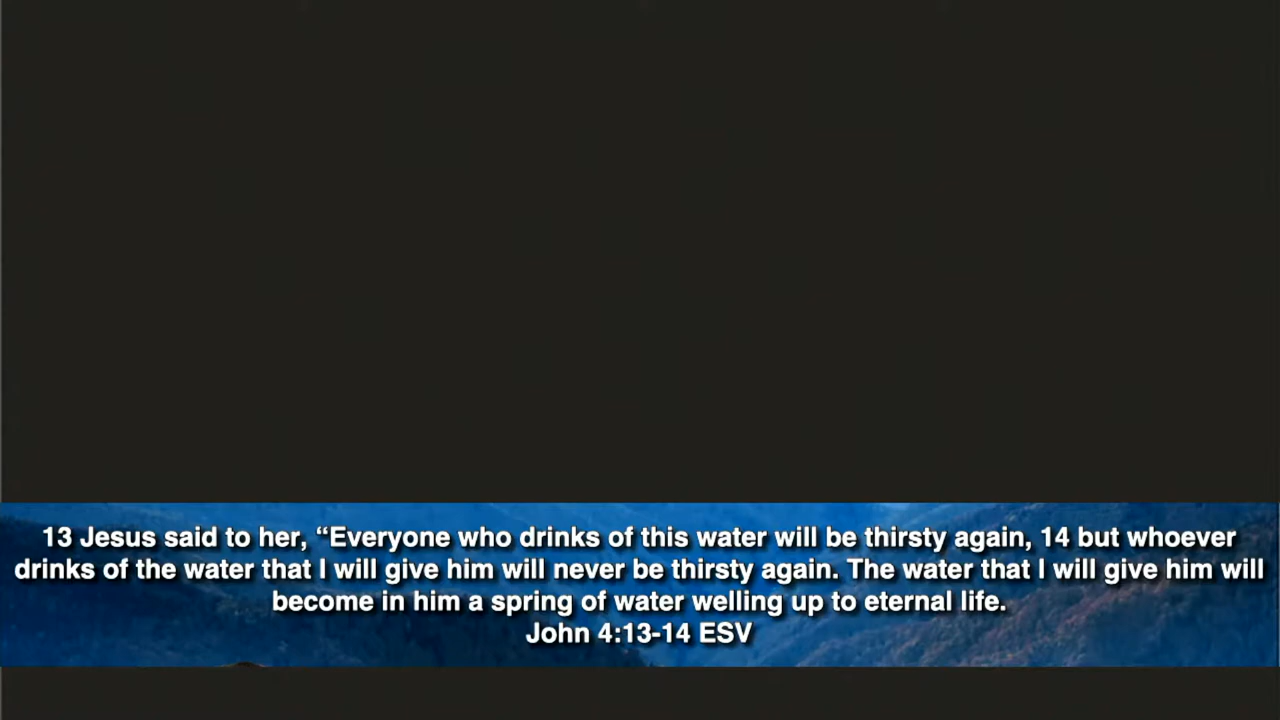 13 Jesus said to her, “Everyone who drinks of this water will be thirsty again, 14 but whoever
drinks of the water that I will give him will never be thirsty again. The water that I will give him will
become in him a spring of water welling up to eternal life.
John 4:13-14 ESV